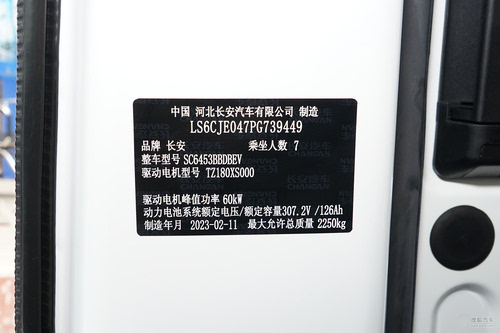 中国 河北长安汽车有限公司 制造
LS6CJE047PG739449
品牌 长安 乘坐人数 7
整车型号 SC6453BBDBEV
驱动电机型号 TZ180XS000
驱动电机峰值功率 60kW
动力电池系统额定电压/额定容量307.2V /126Ah
制造年月 2023-02-11 最大允许总质量 2250kg